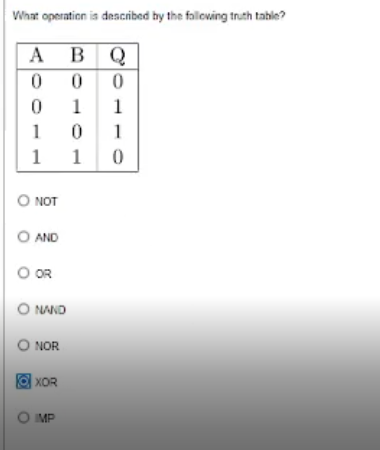 What operation is described by the following truth table?
A B Q
0 0 0
0 1 1
1 0 1
1 1 0
NOT
AND
OR
NAND
NOR
XOR
IMP